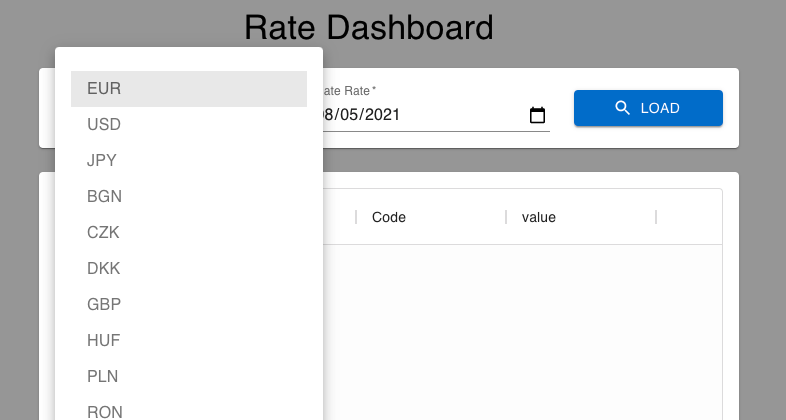 Rate Dashboard
EUR
USD
JPY
BGN
CZK
DKK
GBP
HUF
PLN
RON
ate Rate *
8/05/2021
LOAD
Code
value